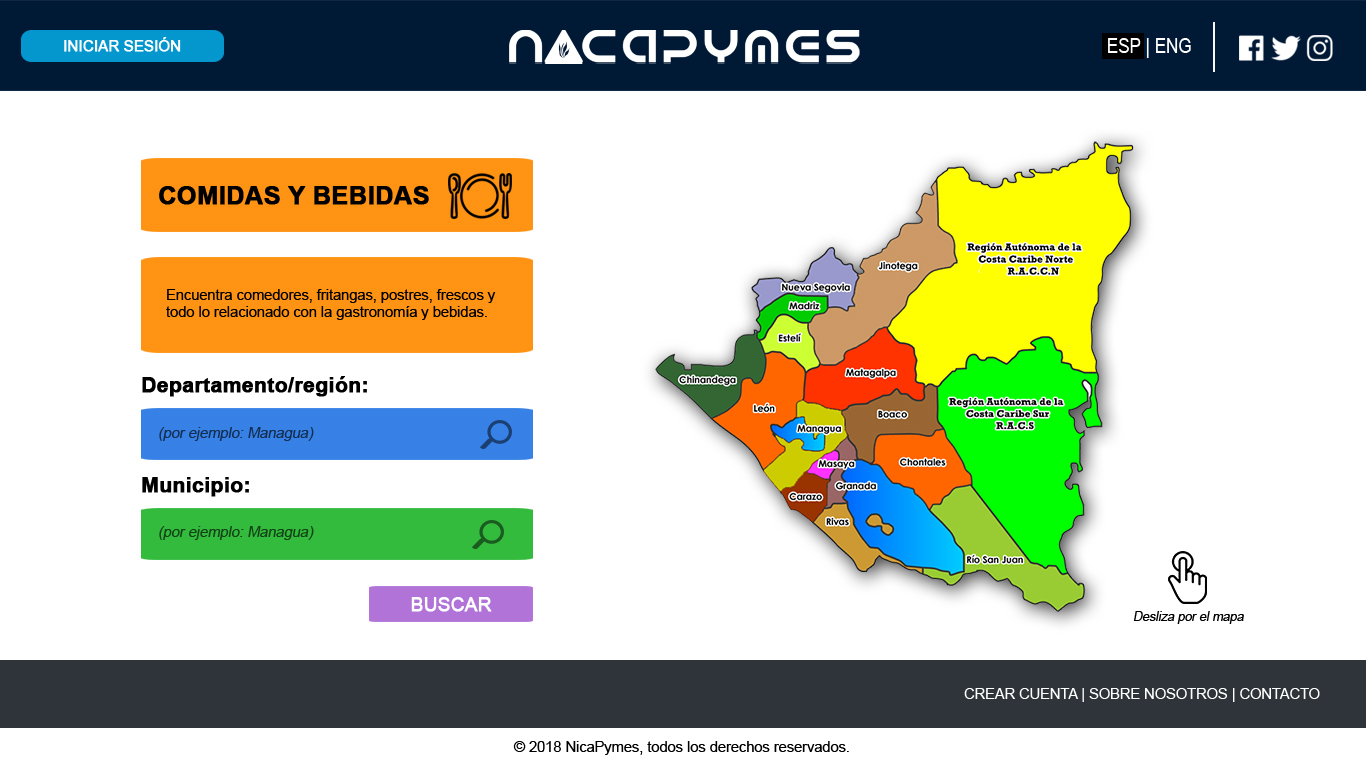 INICIAR SESIÓN
NACAPYMES
ESP | ENG
COMIDAS Y BEBIDAS
Encuentra comedores, fritangas, postres, frescos y
todo lo relacionado con la gastronomía y bebidas.
Departamento/región:
(por ejemplo: Managua)
Municipio:
(por ejemplo: Managua)
BUSCAR
Región Autónoma de la
Costa Caribe Norte
R.A.C.C.N
Jinotega
Nueva Segovia
Madriz
Estelí
Chinandega
Matagalpa
León
Boaco
Región Autónoma de la
Costa Caribe Sur
R.A.C.S
Managua
Masaya
Chontales
Granada
Carazo
Rivas
Río San Juan
Desliza por el mapa
CREAR CUENTA | SOBRE NOSOTROS | CONTACTO
© 2018 NicaPymes, todos los derechos reservados.